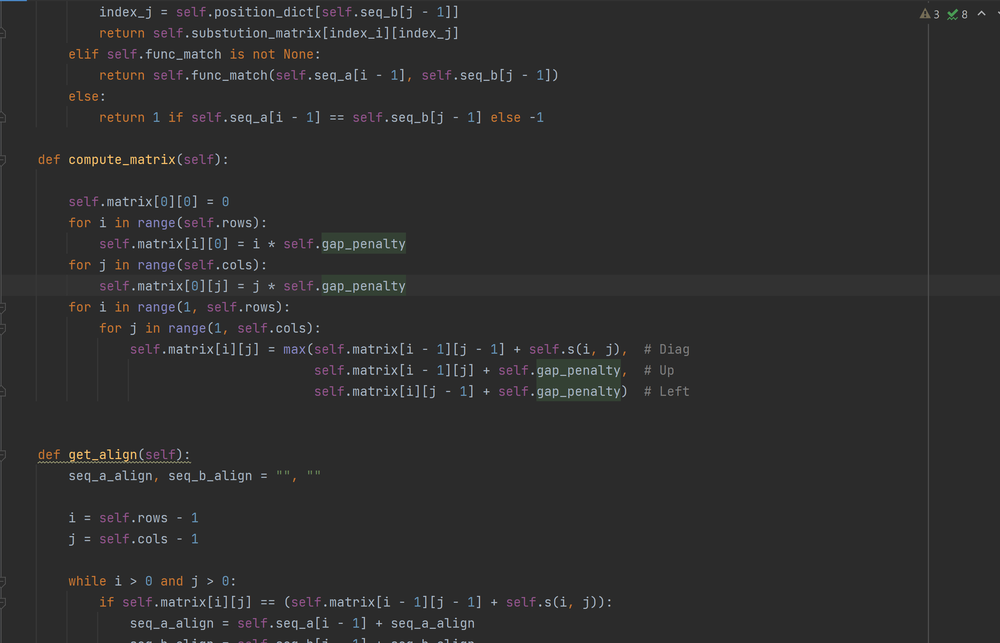 index_j = self.position_dict[self.seq_b[j - 1]]
3 8
return self.substution_matrix[index_i][index_j]
elif self.func_match is not None:
return self.func_match(self.seq_a[i - 1], self.seq_b[j - 1])
else:
return 1 if self.seq_a[i - 1] == self.seq_b[j - 1] else -1
def compute_matrix(self):
self.matrix[0][0] = 0
for i in range(self.rows):
self.matrix[i][0] = i * self.gap_penalty
for j in range(self.cols):
self.matrix[0][j] = j * self.gap_penalty
for i in range(1, self.rows):
for j in range(1, self.cols):
self.matrix[i][j] = max(self.matrix[i - 1][j - 1] + self.s(i, j),  # Diag
self.matrix[i - 1][j] + self.gap_penalty,  # Up
self.matrix[i][j - 1] + self.gap_penalty)  # Left
def get_align(self):
seq_a_align, seq_b_align = "", ""
i = self.rows - 1
j = self.cols - 1
while i > 0 and j > 0:
if self.matrix[i][j] == (self.matrix[i - 1][j - 1] + self.s(i, j)):
seq_a_align = self.seq_a[i - 1] + seq_a_align
seq_b_align = self.seq_b[j - 1] + seq_b_align